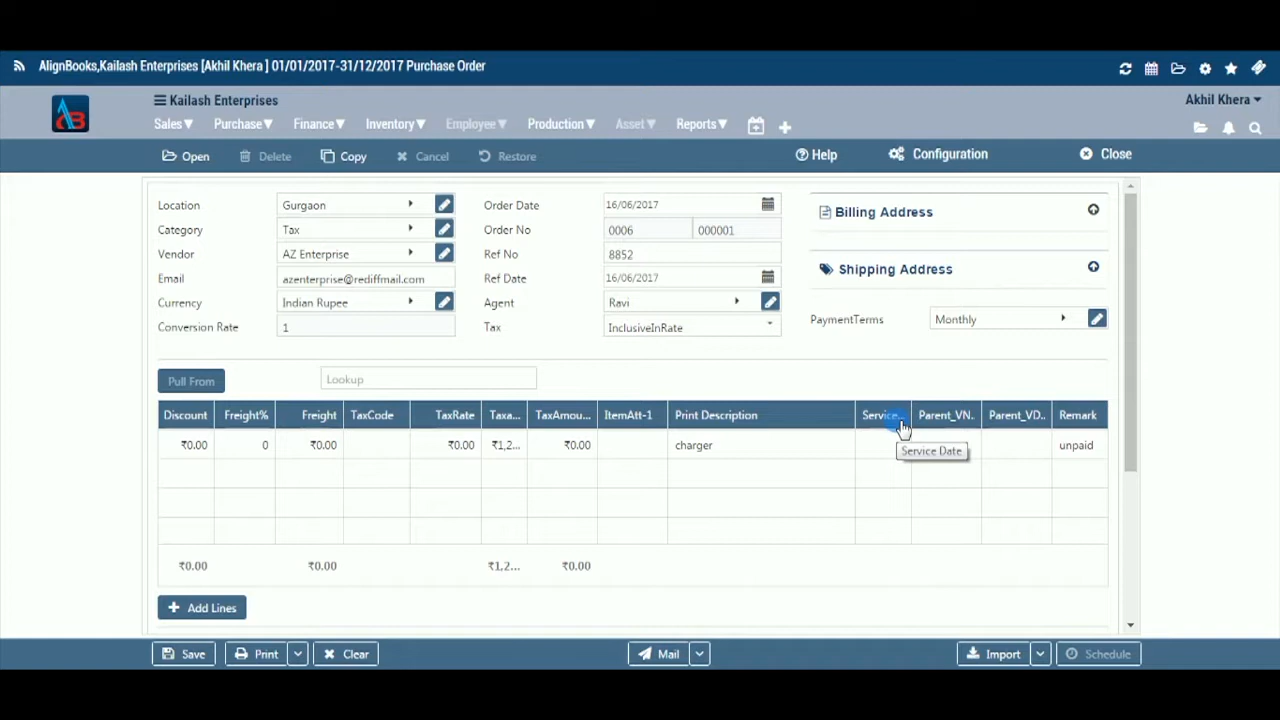 AlignBooks,Kailash Enterprises [Akhil Khera ] 01/01/2017-31/12/2017 Purchase Order
Kailash Enterprises
Akhil Khera
Sales Purchase Finance Inventory Employee Production Asset Reports
Open Delete Copy Cancel Restore Help Configuration Close
Location Gurgaon Order Date 16/06/2017 Billing Address
Category Tax Order No 0006 000001
Vendor AZ Enterprise Ref No 8852
Email azenterprise@rediffmail.com Ref Date 16/06/2017 Shipping Address
Currency Indian Rupee Agent Ravi
Conversion Rate 1 Tax InclusiveInRate PaymentTerms Monthly
Pull From Lookup
Discount Freight% Freight TaxCode TaxRate Taxa... TaxAmou... ItemAtt-1 Print Description Service... Parent_VN.. Parent_VD.. Remark
₹0.00 0 ₹0.00 ₹0.00 ₹1,2... ₹0.00 charger unpaid
Service Date
₹0.00 ₹0.00 ₹1,2... ₹0.00
Add Lines
Save Print Clear Mail Import Schedule